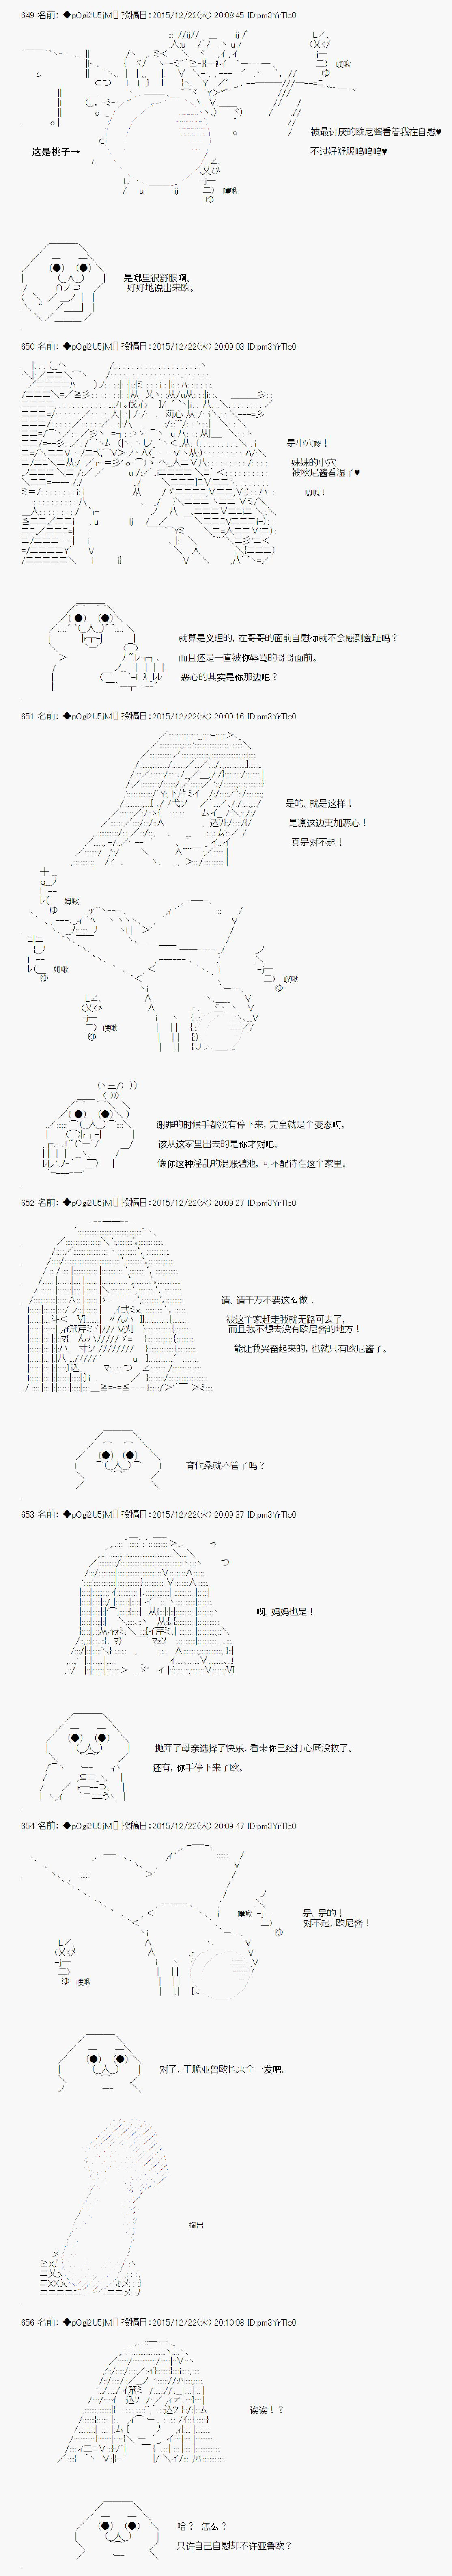 649 名前: ◆pOgi2U5jM 投稿日:2015/12/22(火) 20:08:45 ID:pm3YrTlc0
噗啾
被最讨厌的欧尼酱看着我在自慰♥
不过好舒服呜呜呜♥
这是桃子→
噗啾
是哪里很舒服啊。
好好地说出来欧。
650 名前: ◆pOgi2U5jM 投稿日:2015/12/22(火) 20:09:03 ID:pm3YrTlc0
是小穴喔！
妹妹的小穴
被欧尼酱看湿了♥
嗯嗯！
就算是义理的，在哥哥的面前自慰你就不会感到羞耻吗？
而且还是一直被你辱骂的哥哥面前。
恶心的其实是你那边吧？
651 名前: ◆pOgi2U5jM 投稿日:2015/12/22(火) 20:09:16 ID:pm3YrTlc0
是的、就是这样！
是凛这边更加恶心！
真是对不起！
噗啾
噗啾
谢罪的时候手都没有停下来，完全就是个变态啊。
该从这家里出去的是你才对吧。
像你这种淫乱的混账碧池，可不配待在这个家里。
652 名前: ◆pOgi2U5jM 投稿日:2015/12/22(火) 20:09:27 ID:pm3YrTlc0
请、请千万不要这么做！
被这个家赶走我就无路可去了，
而且我不想去没有欧尼酱的地方！
能让我兴奋起来的，也就只有欧尼酱了。
育代桑就不管了吗？
653 名前: ◆pOgi2U5jM 投稿日:2015/12/22(火) 20:09:37 ID:pm3YrTlc0
っ
つ
啊、妈妈也是！
抛弃了母亲选择了快乐，看来你已经打心底没救了。
还有，你手停下来了欧。
654 名前: ◆pOgi2U5jM 投稿日:2015/12/22(火) 20:09:47 ID:pm3YrTlc0
噗啾
是、是的！
对不起，欧尼酱！
噗啾
噗啾
对了，干脆亚鲁欧也来个一发吧。
掏出
656 名前: ◆pOgi2U5jM 投稿日:2015/12/22(火) 20:10:08 ID:pm3YrTlc0
诶诶！？
哈？ 怎么？
只许自己自慰却不许亚鲁欧？